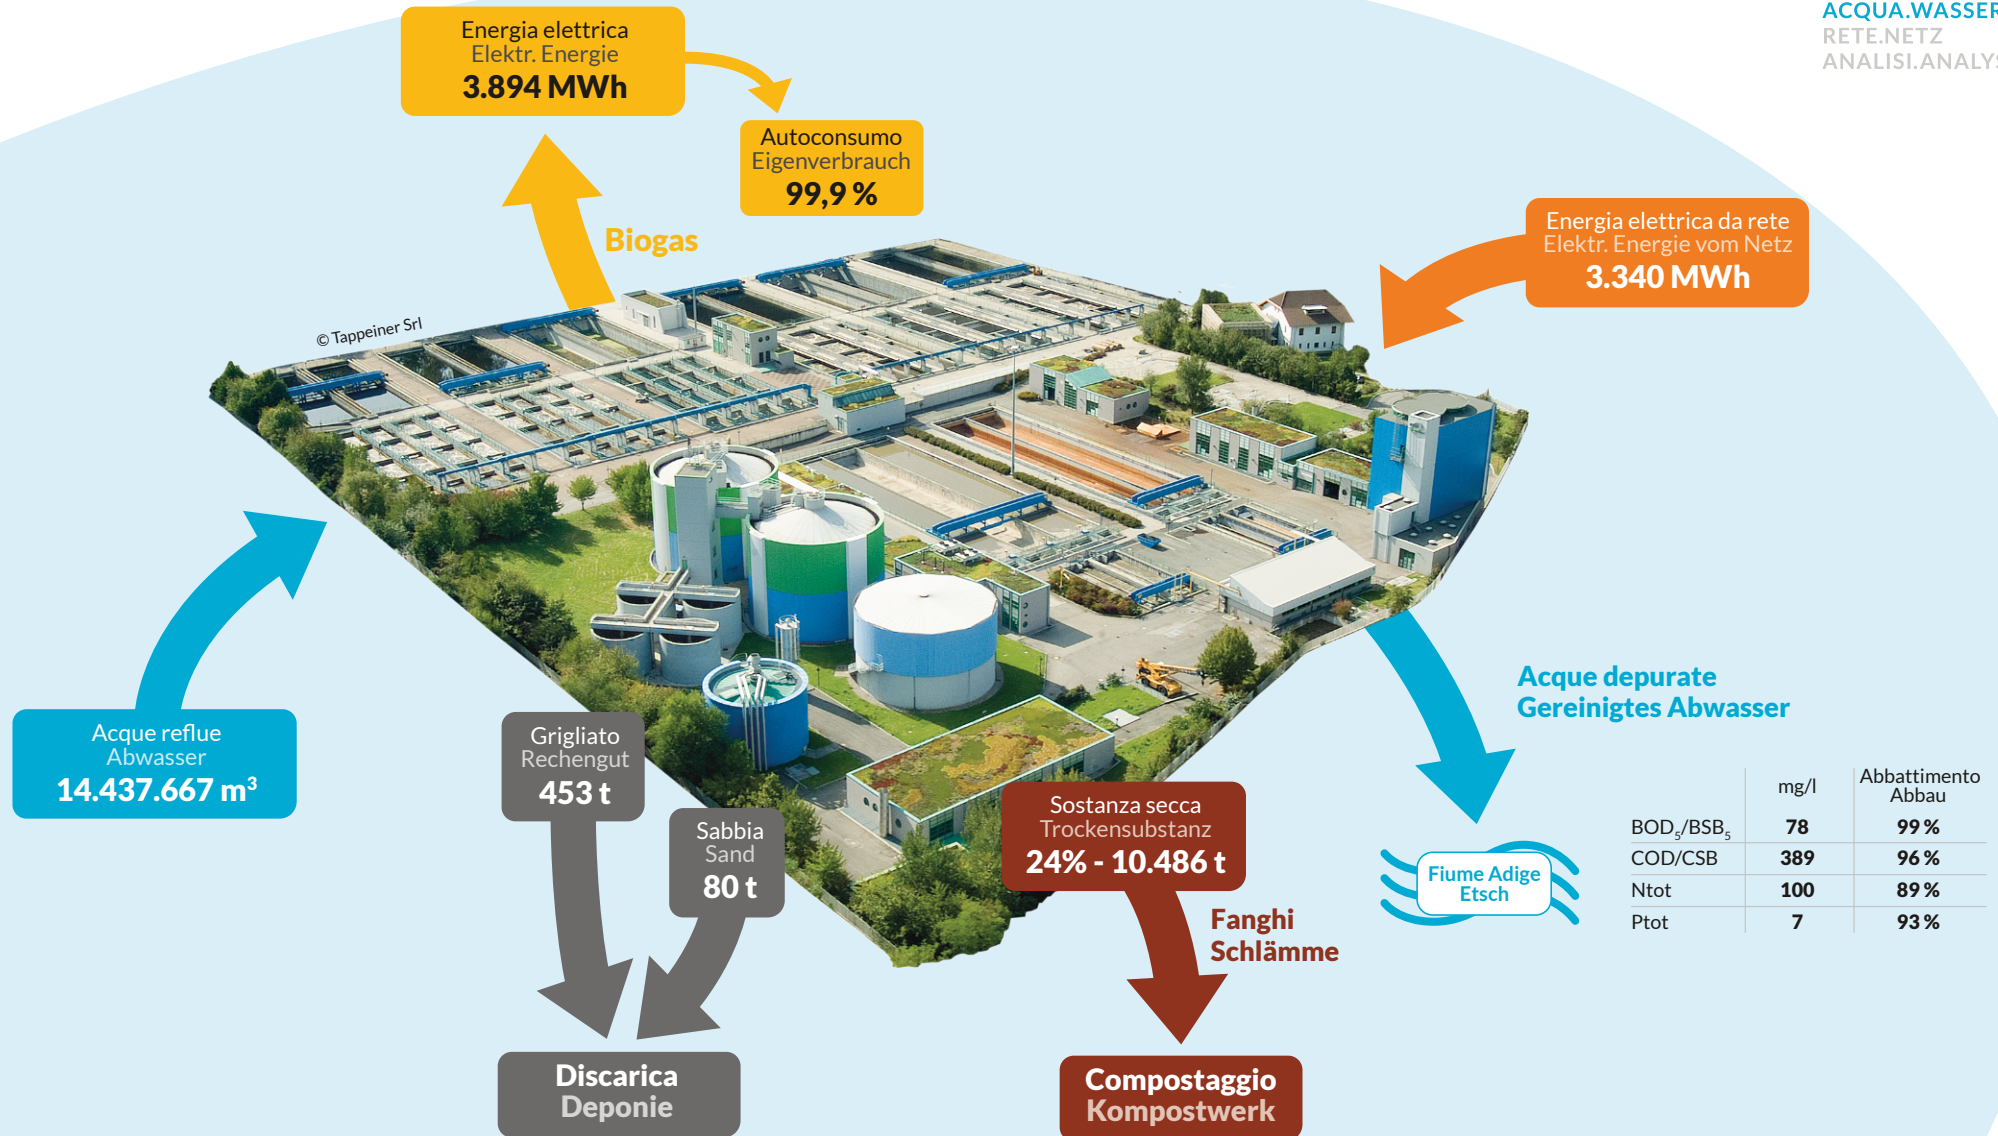 ACQUA.WASSER
RETE.NETZ
ANALISI.ANALYS
Energia elettrica
Elektr. Energie
3.894 MWh
Autoconsumo
Eigenverbrauch
99,9 %
Biogas
Energia elettrica da rete
Elektr. Energie vom Netz
3.340 MWh
© Tappeiner Srl
Acque reflue
Abwasser
14.437.667 m³
Grigliato
Rechengut
453 t
Sabbia
Sand
80 t
Discarica
Deponie
Sostanza secca
Trockensubstanz
24% - 10.486 t
Fanghi
Schlämme
Compostaggio
Kompostwerk
Acque depurate
Gereinigtes Abwasser
Fiume Adige
Etsch
mg/l Abbattimento
Abbau
BOD₅/BSB₅ 78 99 %
COD/CSB 389 96 %
Ntot 100 89 %
Ptot 7 93 %